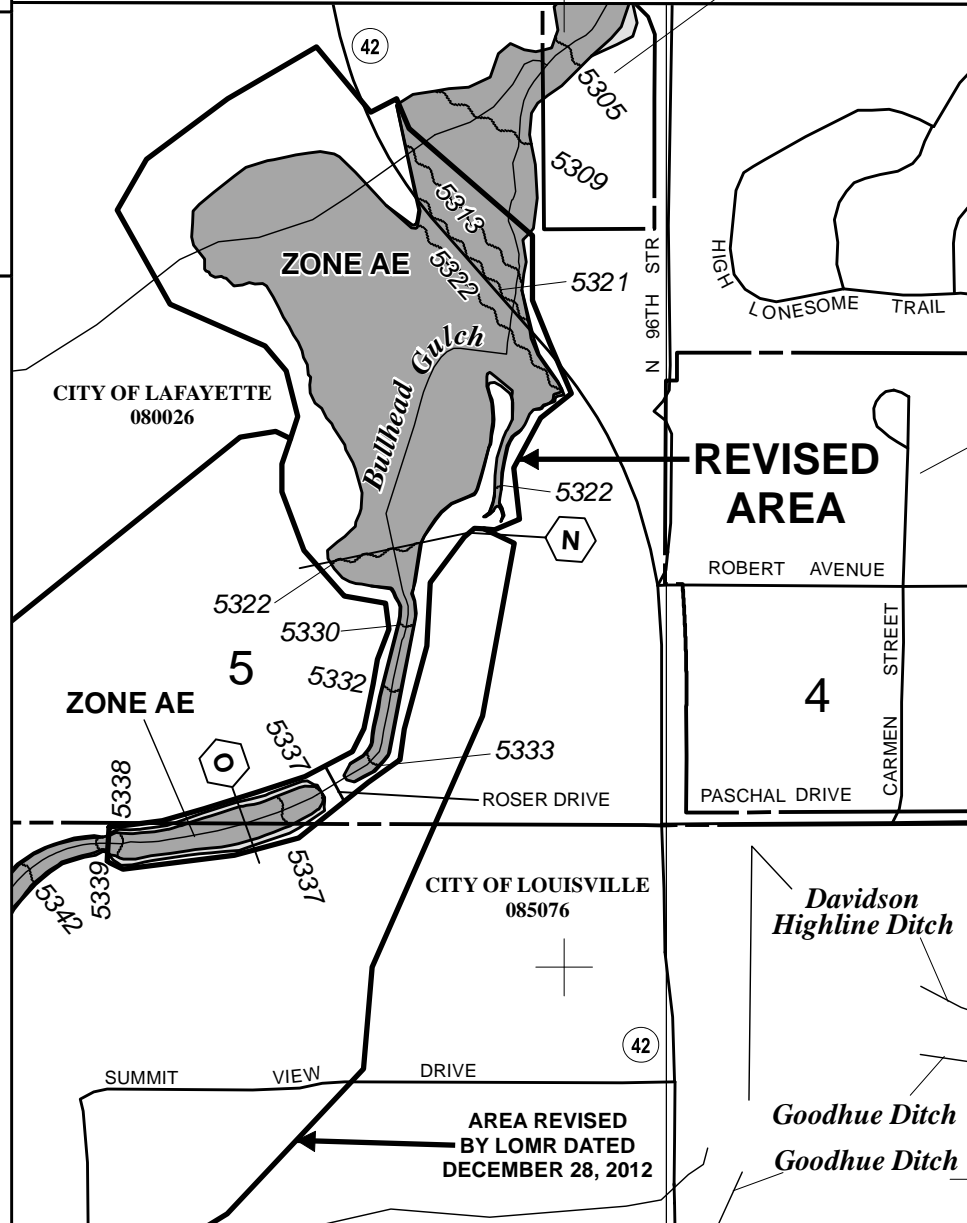 42
5305
5309
5313
5322
ZONE AE
5321
N 96TH STR
HIGH
LONESOME TRAIL
Bullhead Gulch
CITY OF LAFAYETTE
080026
REVISED
AREA
5322
N
ROBERT AVENUE
5322
5330
5
5332
CARMEN STREET
4
ZONE AE
O
5337
5333
5338
ROSER DRIVE
PASCHAL DRIVE
5339
5342
5337
CITY OF LOUISVILLE
085076
Davidson
Highline Ditch
42
SUMMIT VIEW DRIVE
AREA REVISED
BY LOMR DATED
DECEMBER 28, 2012
Goodhue Ditch
Goodhue Ditch